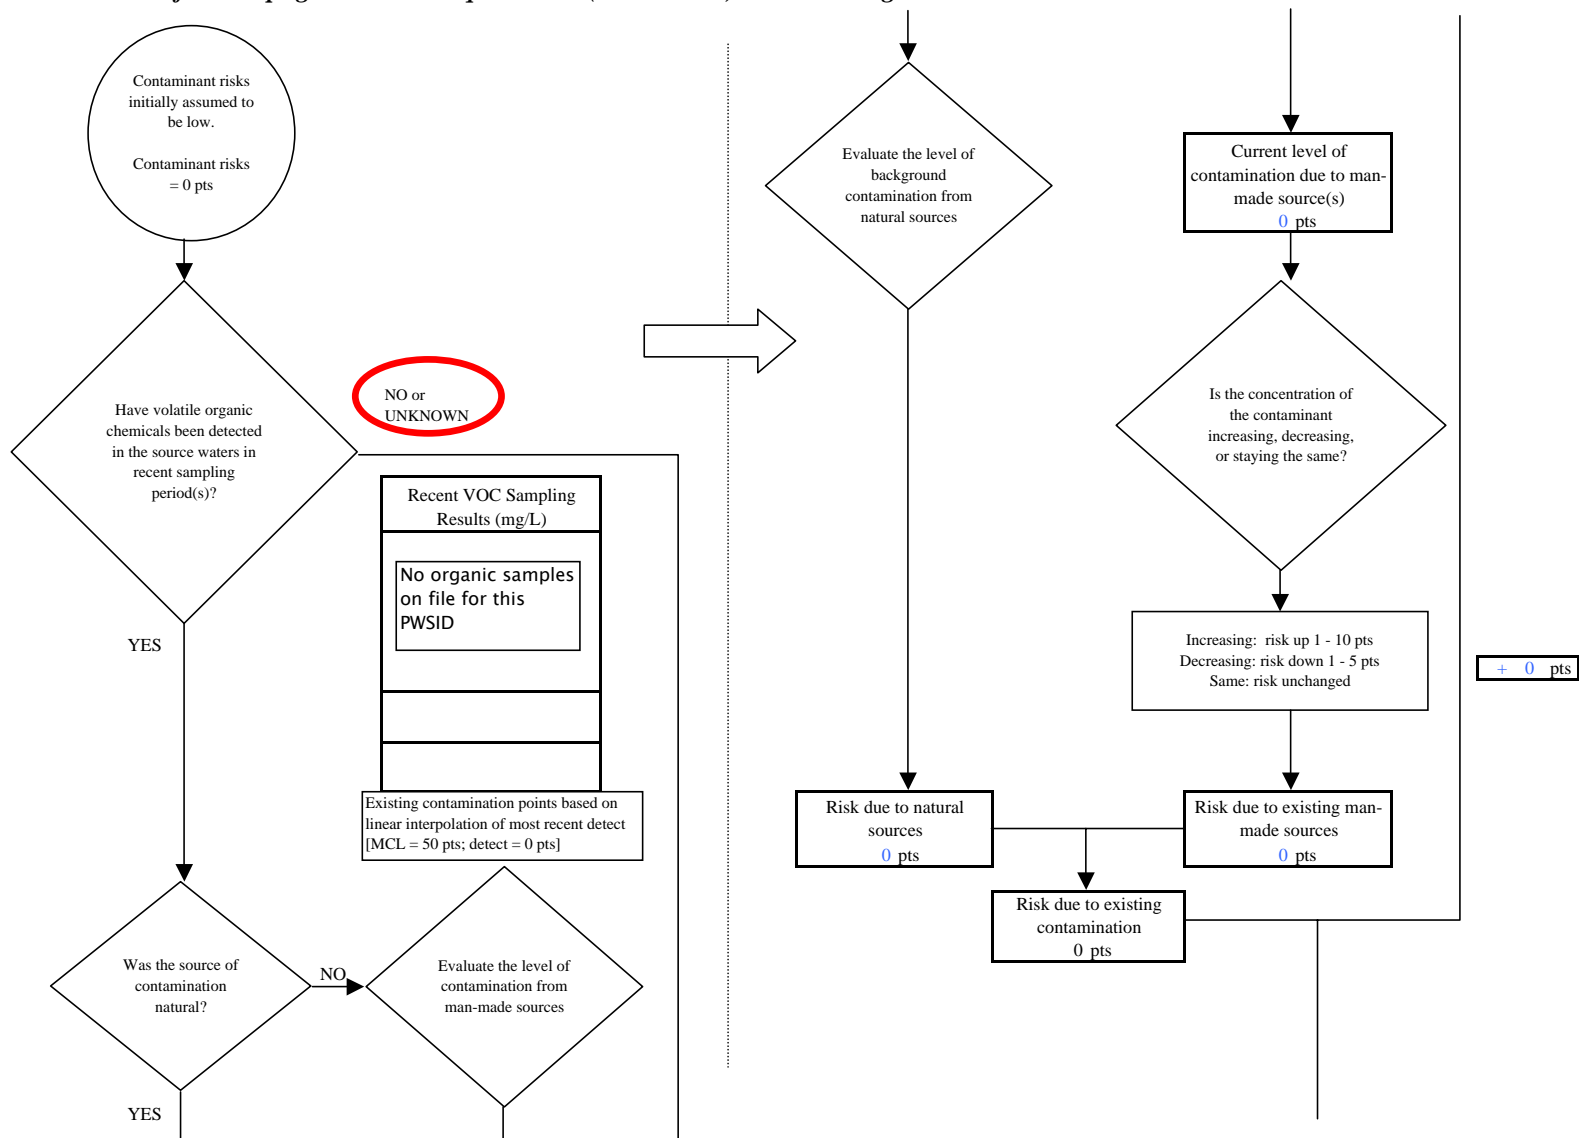 Contaminant risks
initially assumed to
be low.
Contaminant risks
= 0 pts
Have volatile organic
chemicals been detected
in the source waters in
recent sampling
period(s)?
NO or
UNKNOWN
Recent VOC Sampling
Results (mg/L)
No organic samples
on file for this
PWSID
YES
Existing contamination points based on
linear interpolation of most recent detect
[MCL = 50 pts; detect = 0 pts]
Was the source of
contamination
natural?
NO
Evaluate the level of
contamination from
man-made sources
YES
Evaluate the level of
background
contamination from
natural sources
Current level of
contamination due to man-
made source(s)
0 pts
Is the concentration of
the contaminant
increasing, decreasing,
or staying the same?
Increasing: risk up 1 - 10 pts
Decreasing: risk down 1 - 5 pts
Same: risk unchanged
+ 0 pts
Risk due to natural
sources
0 pts
Risk due to existing man-
made sources
0 pts
Risk due to existing
contamination
0 pts